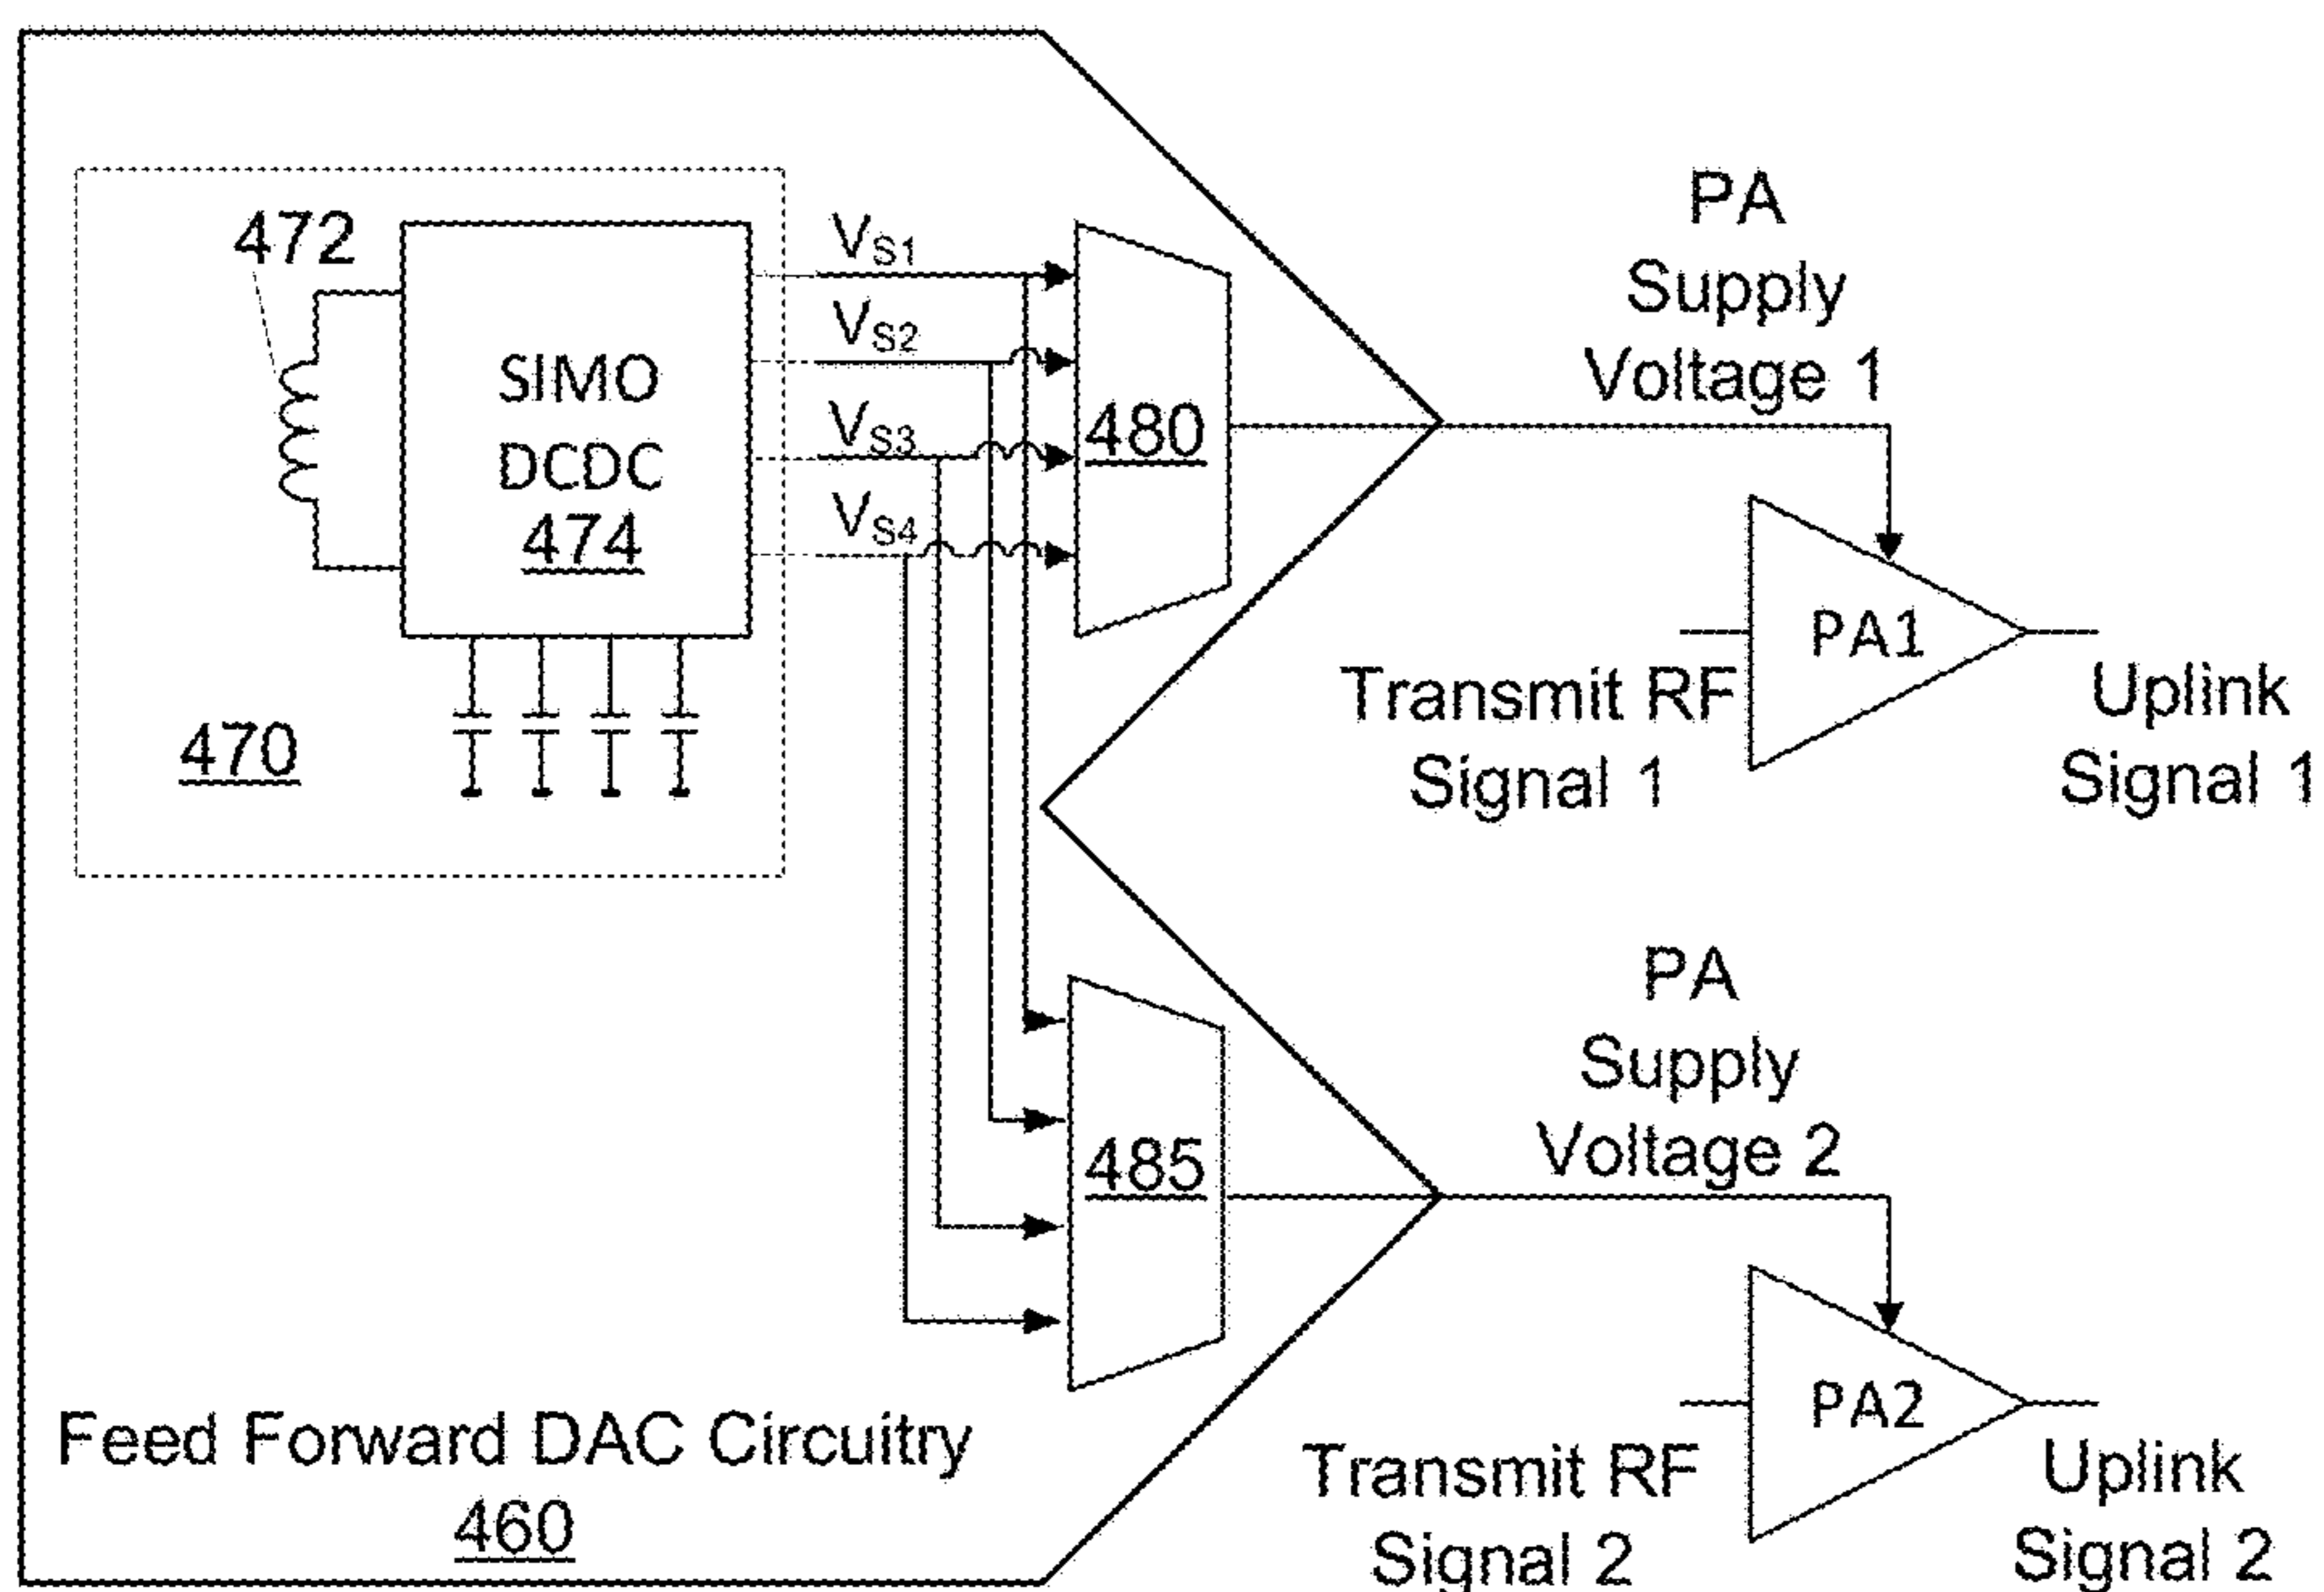 472
SIMO
DCDC
474
470
VS1
VS2
VS3
VS4
480
485
PA
Supply
Voltage 1
PA1
Transmit RF
Signal 1
Uplink
Signal 1
PA
Supply
Voltage 2
PA2
Transmit RF
Signal 2
Uplink
Signal 2
Feed Forward DAC Circuitry
460